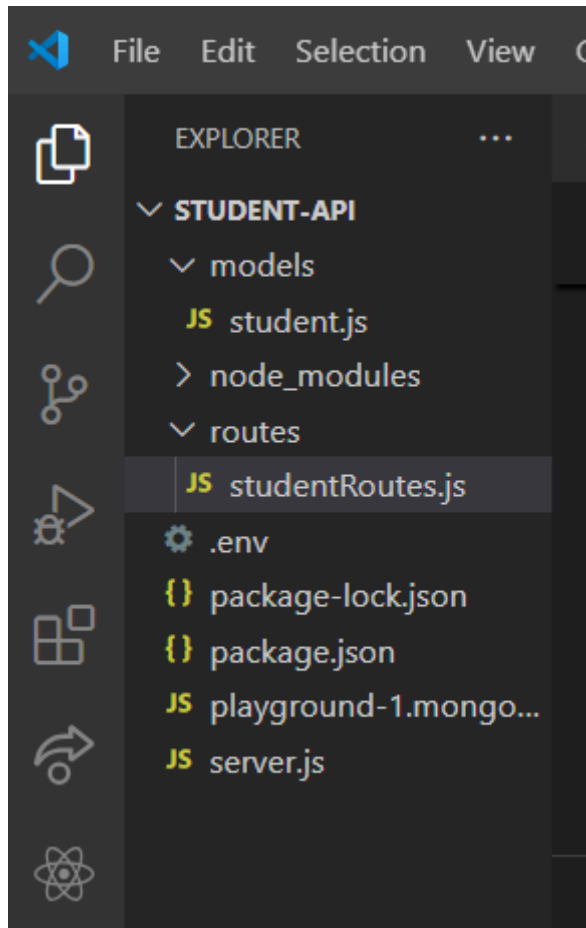 File Edit Selection View
EXPLORER ...
STUDENT-API
models
JS student.js
node_modules
routes
JS studentRoutes.js
.env
{} package-lock.json
{} package.json
JS playground-1.mongo...
JS server.js